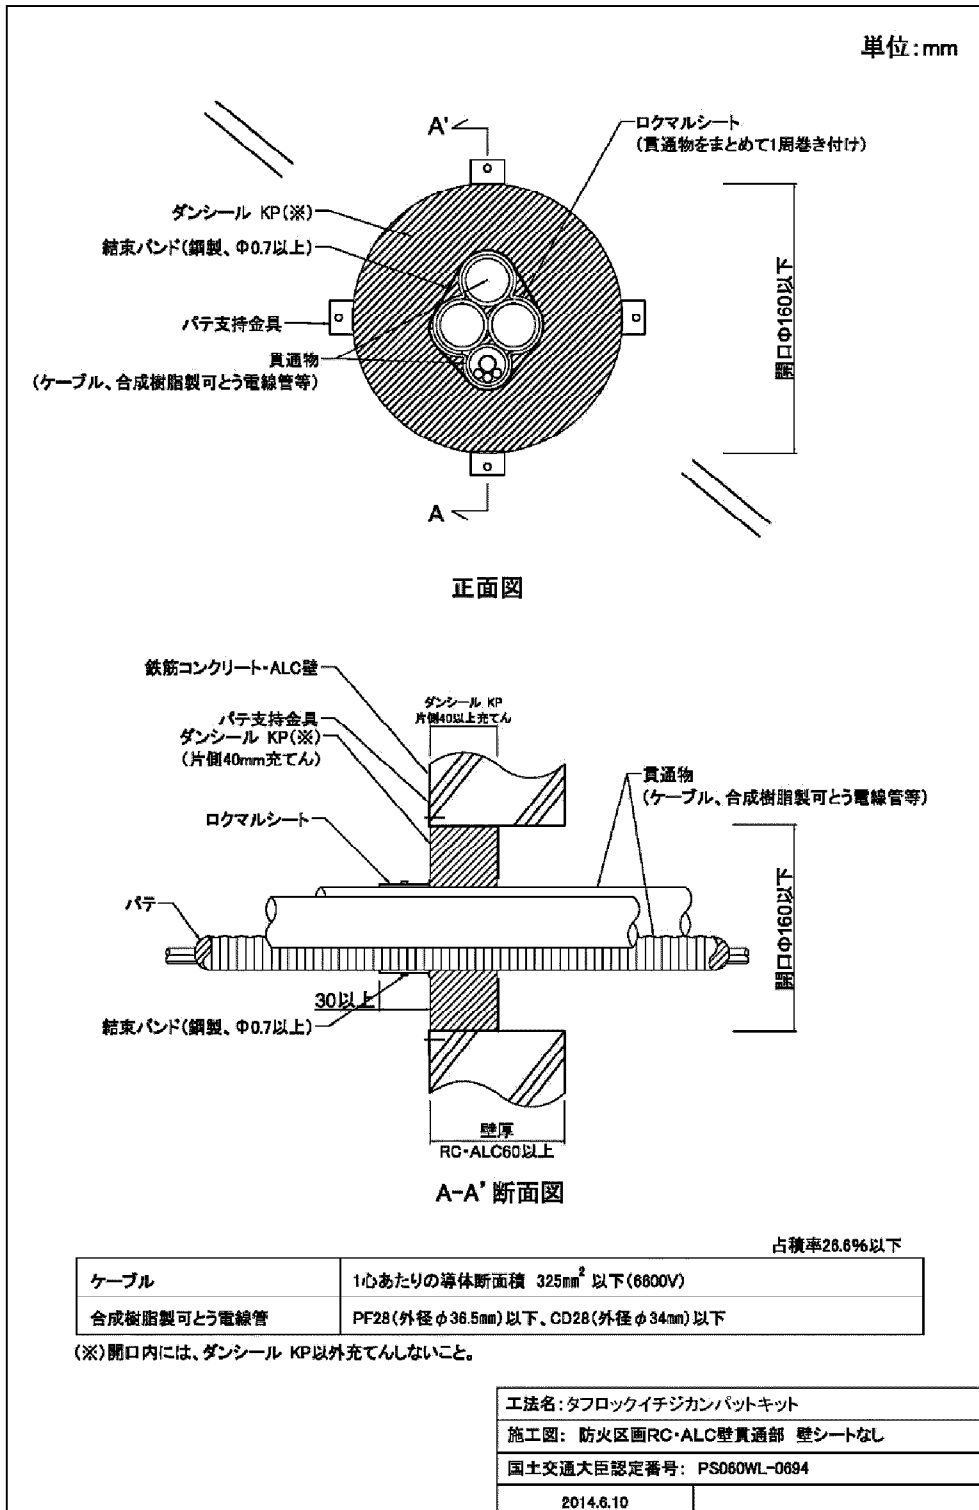 単位:mm
A'
ロクマルシート
(貫通物をまとめて1周巻き付け)
ダンシール KP(※)
結束バンド(鋼製、Φ0.7以上)
パテ支持金具
貫通物
(ケーブル、合成樹脂製可とう電線管等)
開口Φ160以下
A
正面図
鉄筋コンクリート・ALC壁
ダンシール KP
片側40以上充てん
パテ支持金具
ダンシール KP(※)
(片側40mm充てん)
貫通物
(ケーブル、合成樹脂製可とう電線管等)
ロクマルシート
パテ
開口Φ160以下
30以上
結束バンド(鋼製、Φ0.7以上)
壁厚
RC・ALC60以上
A-A' 断面図
占積率26.6%以下
ケーブル 1心あたりの導体断面積 325mm² 以下(6600V)
合成樹脂製可とう電線管 PF28(外径φ36.5mm)以下、CD28(外径φ34mm)以下
(※)開口内には、ダンシール KP以外充てんしないこと。
工法名:タフロックイチジカンパットキット
施工図: 防火区画RC・ALC壁貫通部 壁シートなし
国土交通大臣認定番号: PS060WL-0694
2014.6.10